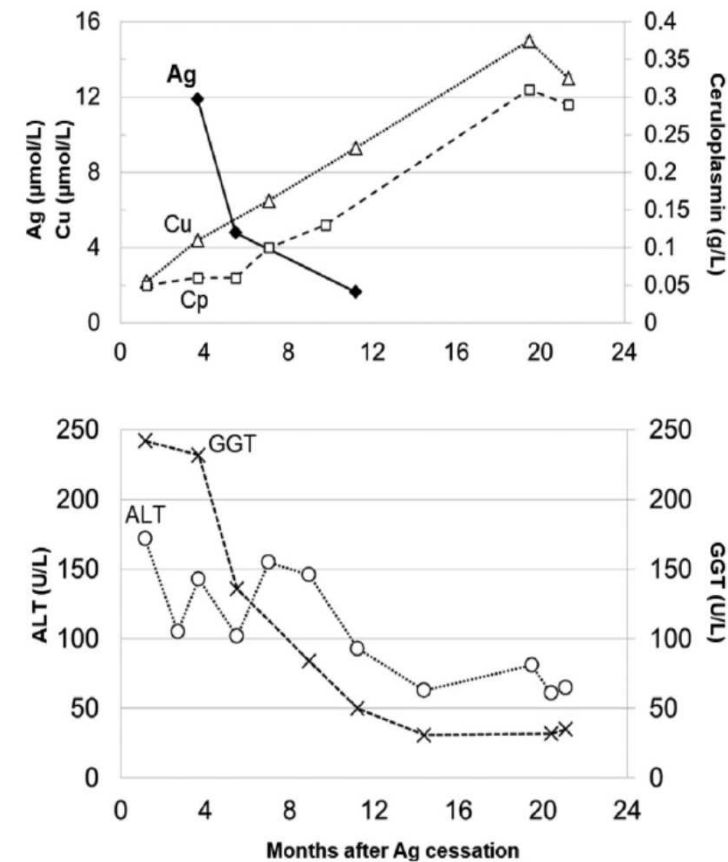 16 0.4
Ag 0.35
12 0.3
0.25
8 0.2
Cu 0.15
4 0.1
Cp 0.05
0 0
0 4 8 12 16 20 24
Ag (µmol/L)
Cu (µmol/L)
Ceruloplasmin (g/L)
250 250
GGT
200 200
ALT
150 150
100 100
50 50
0 0
0 4 8 12 16 20 24
ALT (U/L)
GGT (U/L)
Months after Ag cessation